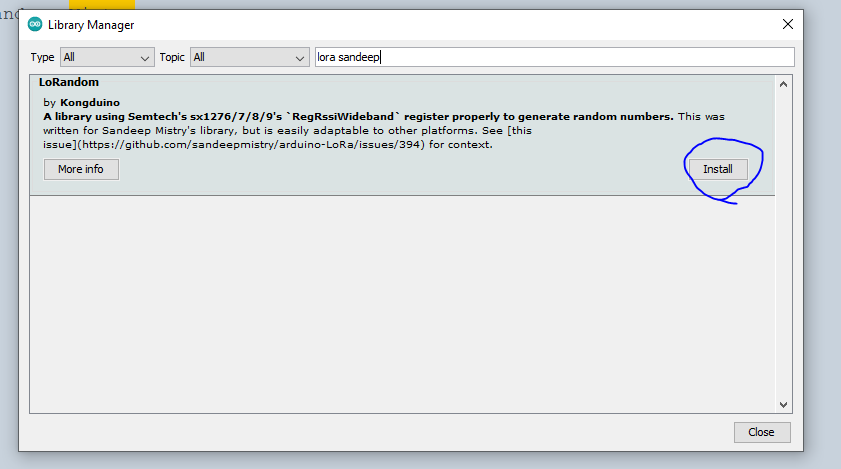 Library Manager
Type All Topic All lora sandeep
LoRandom
by Kongduino
A library using Semtech's sx1276/7/8/9's `RegRssiWideband` register properly to generate random numbers. This was
written for Sandeep Mistry's library, but is easily adaptable to other platforms. See [this
issue](https://github.com/sandeepmistry/arduino-LoRa/issues/394) for context.
More info Install
Close